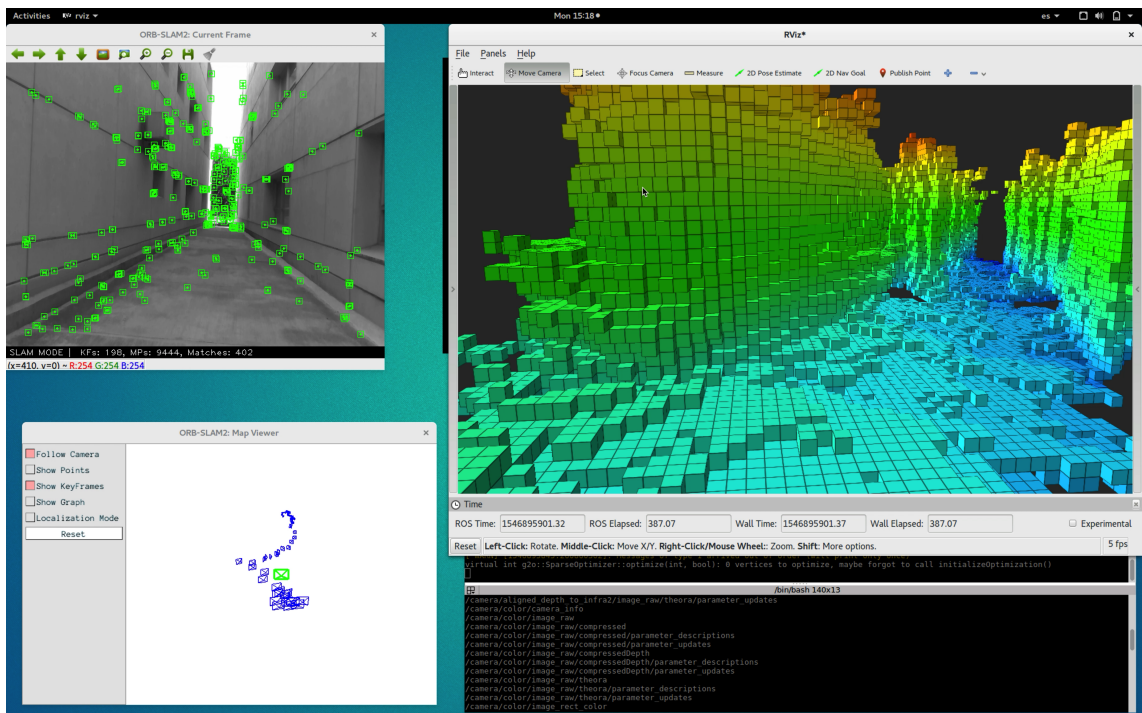 Activities rviz Mon 15:18 es
ORB-SLAM2: Current Frame
SLAM MODE | KFs: 198, MPs: 9444, Matches: 402
(x=410, y=0) ~ R:254 G:254 B:254
RViz*
File Panels Help
Interact Move Camera Select Focus Camera Measure 2D Pose Estimate 2D Nav Goal Publish Point
ORB-SLAM2: Map Viewer
Follow Camera
Show Points
Show KeyFrames
Show Graph
Localization Mode
Reset
Time
ROS Time: 1546895901.32 ROS Elapsed: 387.07 Wall Time: 1546895901.37 Wall Elapsed: 387.07 Experimental
Reset Left-Click: Rotate. Middle-Click: Move X/Y. Right-Click/Mouse Wheel:: Zoom. Shift: More options. 5 fps
virtual int g2o::SparseOptimizer::optimize(int, bool): 0 vertices to optimize, maybe forgot to call initializeOptimization()
/bin/bash 140x13
/camera/aligned_depth_to_infra2/image_raw/theora/parameter_updates
/camera/color/camera_info
/camera/color/image_raw
/camera/color/image_raw/compressed
/camera/color/image_raw/compressed/parameter_descriptions
/camera/color/image_raw/compressed/parameter_updates
/camera/color/image_raw/compressedDepth
/camera/color/image_raw/compressedDepth/parameter_descriptions
/camera/color/image_raw/compressedDepth/parameter_updates
/camera/color/image_raw/theora
/camera/color/image_raw/theora/parameter_descriptions
/camera/color/image_raw/theora/parameter_updates
/camera/color/image_rect_color